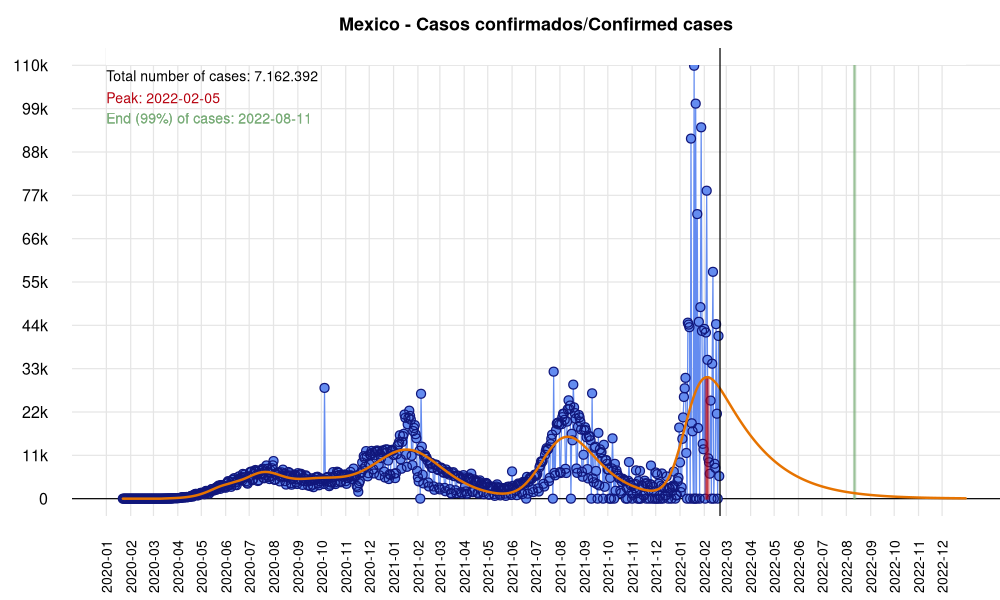 Mexico - Casos confirmados/Confirmed cases
Total number of cases: 7.162.392
Peak: 2022-02-05
End (99%) of cases: 2022-08-11
110k
99k
88k
77k
66k
55k
44k
33k
22k
11k
0
2020-01
2020-02
2020-03
2020-04
2020-05
2020-06
2020-07
2020-08
2020-09
2020-10
2020-11
2020-12
2021-01
2021-02
2021-03
2021-04
2021-05
2021-06
2021-07
2021-08
2021-09
2021-10
2021-11
2021-12
2022-01
2022-02
2022-03
2022-04
2022-05
2022-06
2022-07
2022-08
2022-09
2022-10
2022-11
2022-12